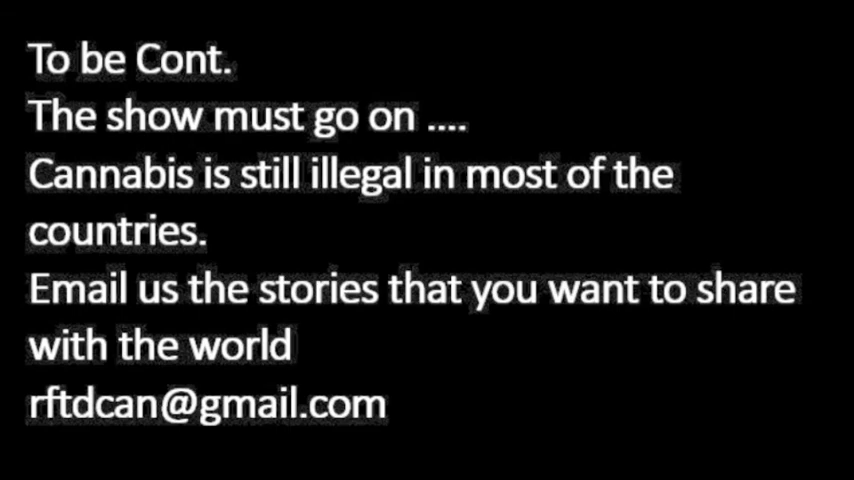 To be Cont.
The show must go on ....
Cannabis is still illegal in most of the
countries.
Email us the stories that you want to share
with the world
rftdcan@gmail.com